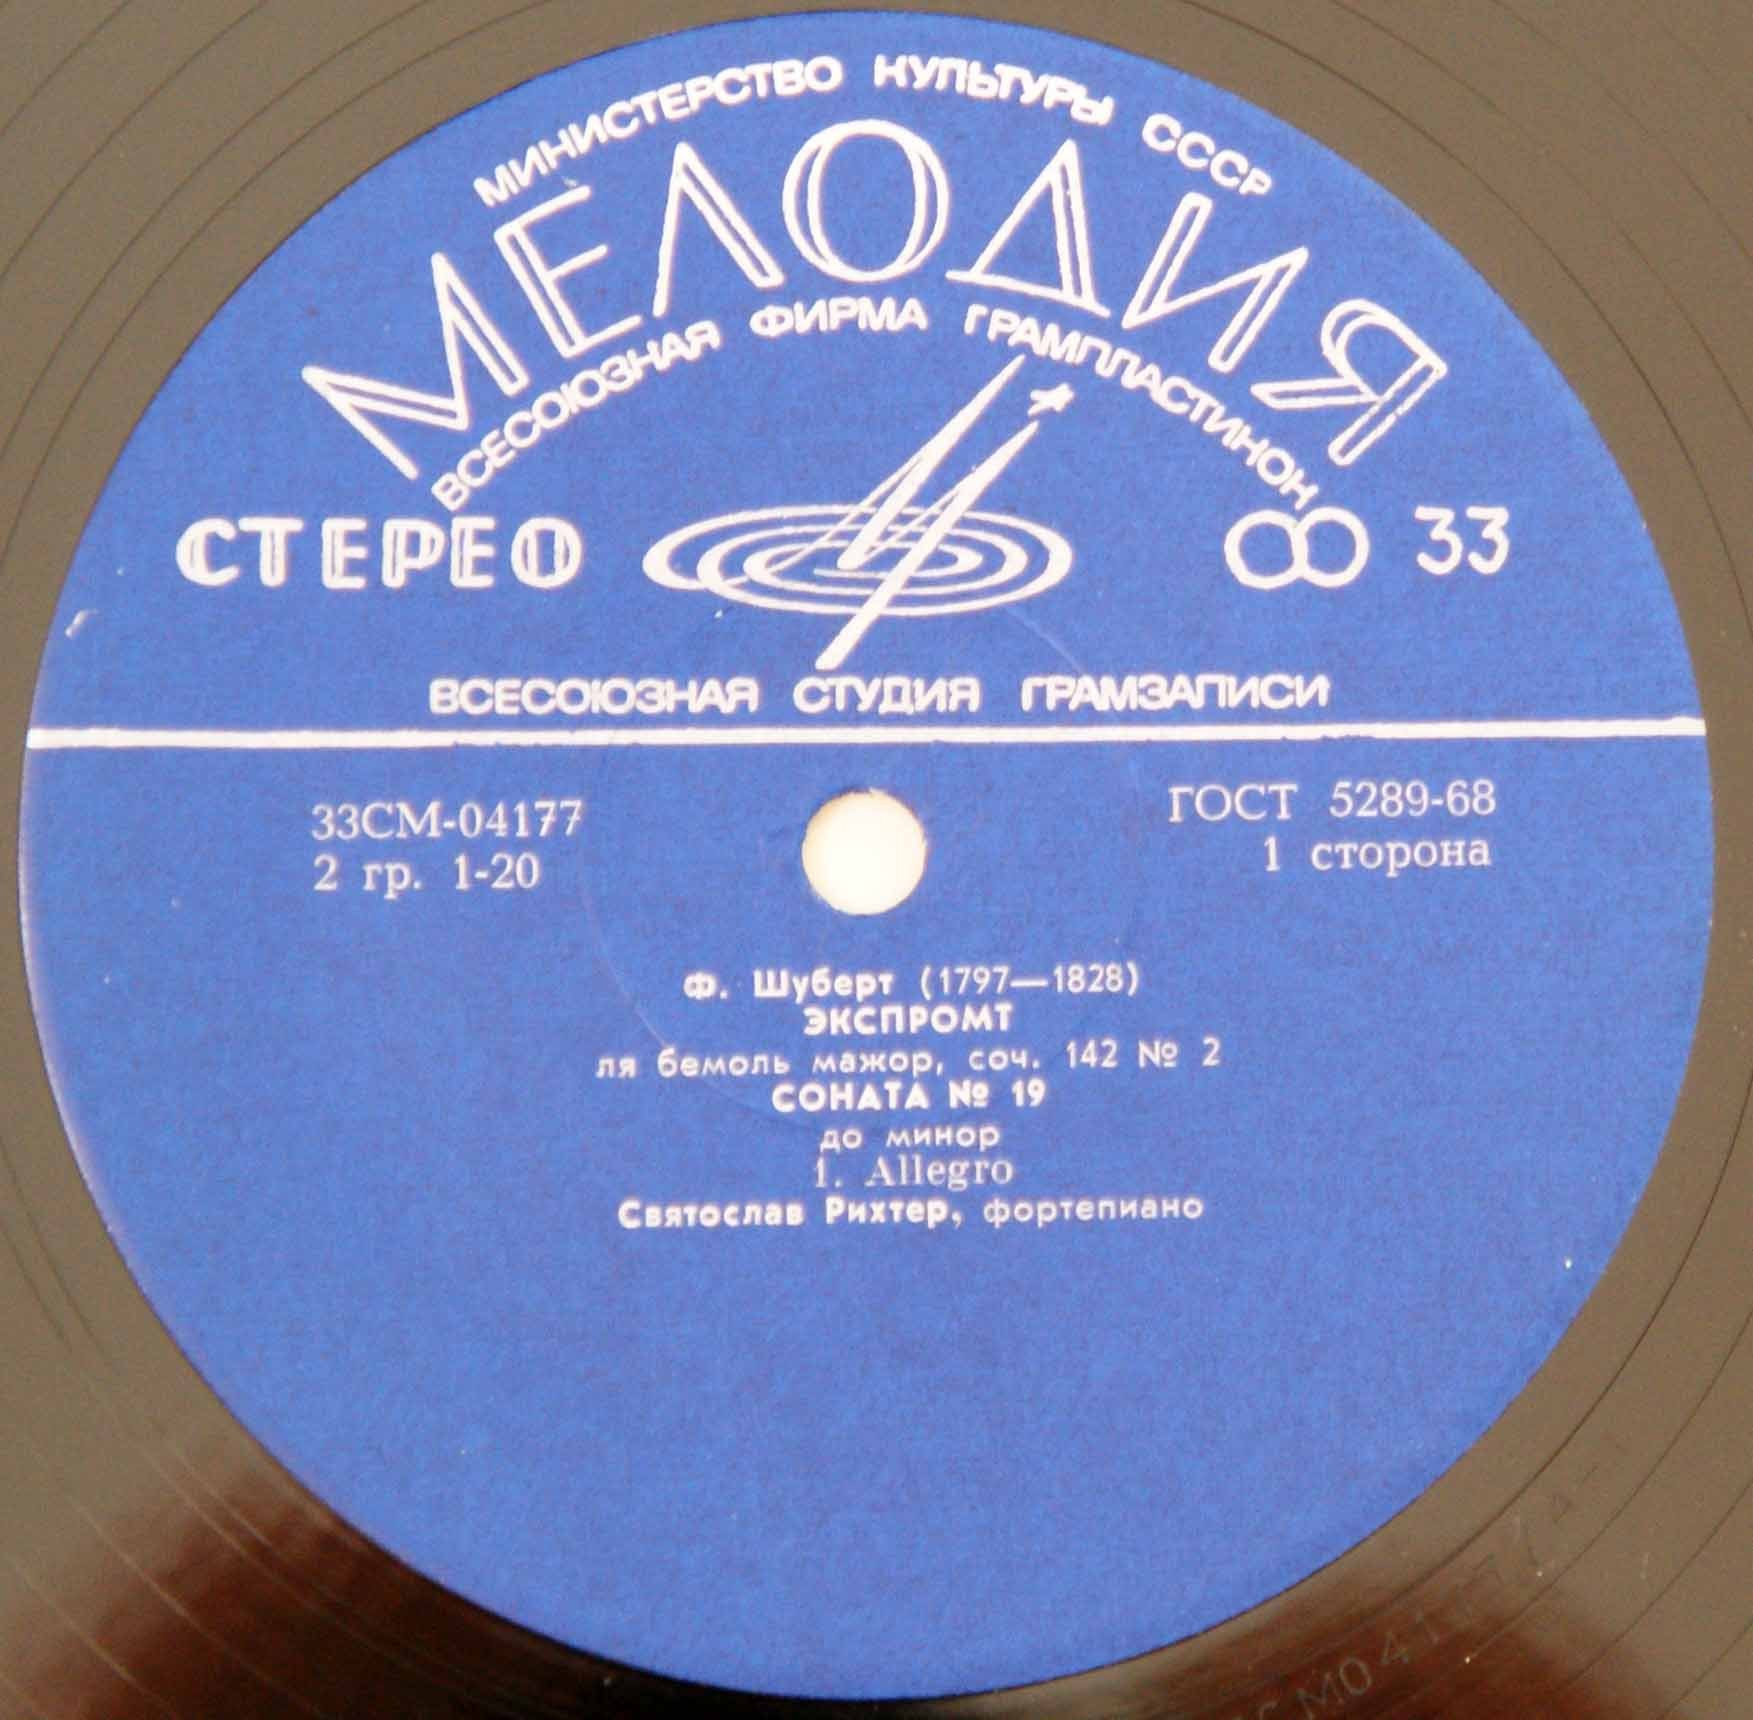 МИНИСТЕРСТВО КУЛЬТУРЫ СССР
МЕЛОДИЯ
ВСЕСОЮЗНАЯ ФИРМА ГРАМПЛАСТИНОК
СТЕРЕО
33
ВСЕСОЮЗНАЯ СТУДИЯ ГРАМЗАПИСИ
33СМ-04177
ГОСТ 5289-68
2 гр. 1-20
1 сторона
Ф. Шуберт (1797—1828)
ЭКСПРОМТ
ля бемоль мажор, соч. 142 № 2
СОНАТА № 19
до минор
1. Allegro
Святослав Рихтер, фортепиано